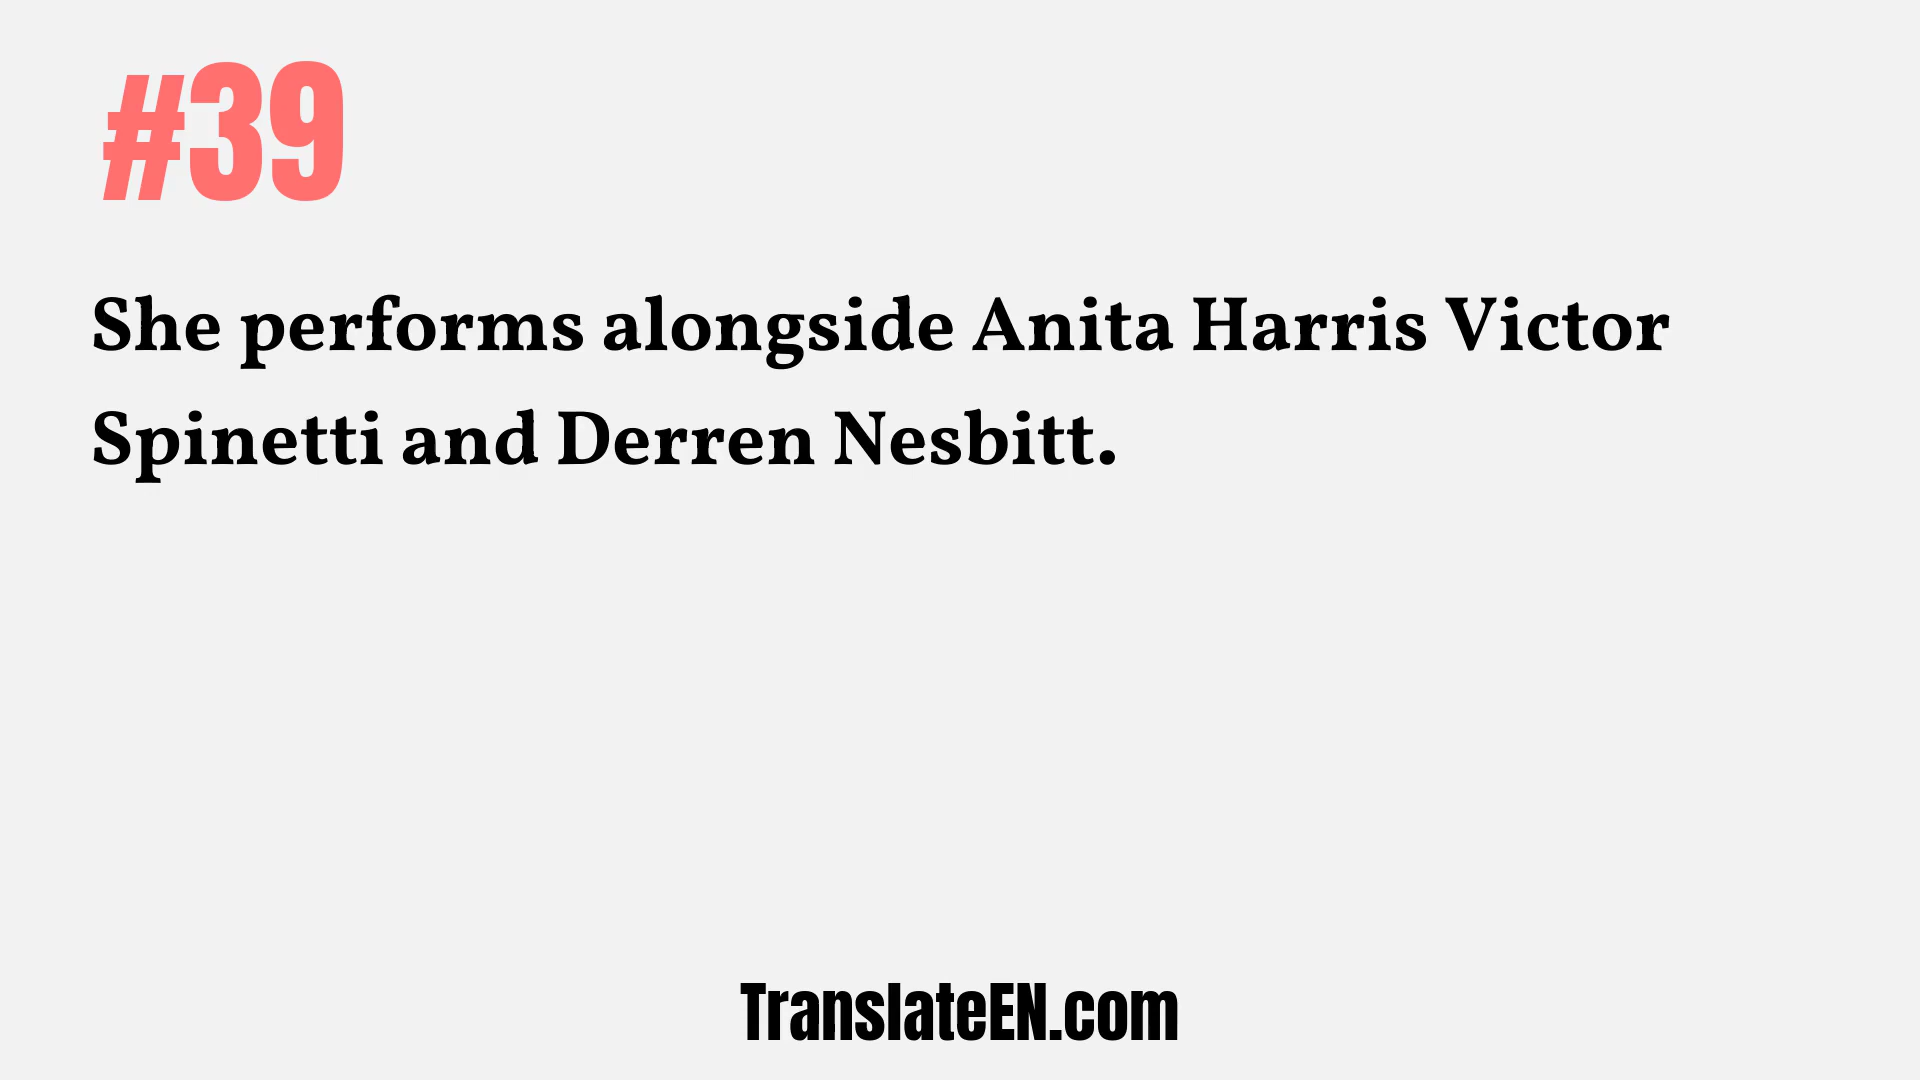 #39
She performs alongside Anita Harris Victor
Spinetti and Derren Nesbitt.
TranslateEN.com